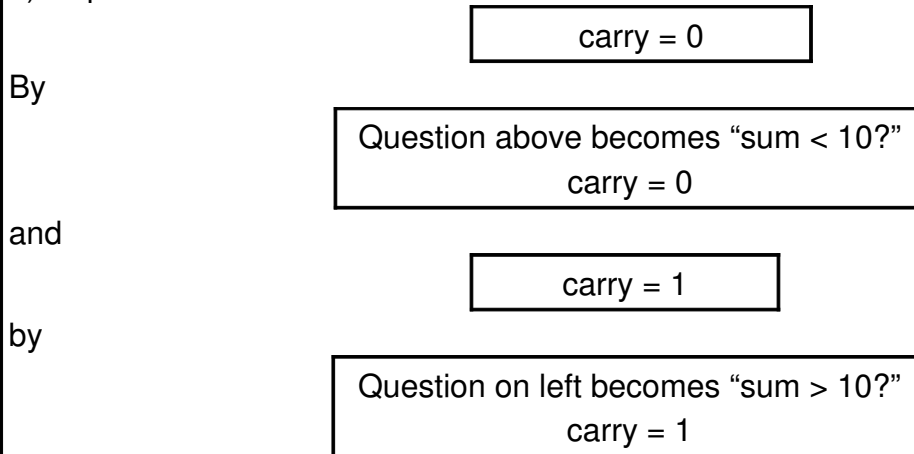 carry = 0
By
Question above becomes “sum < 10?”
carry = 0
and
carry = 1
by
Question on left becomes “sum > 10?”
carry = 1